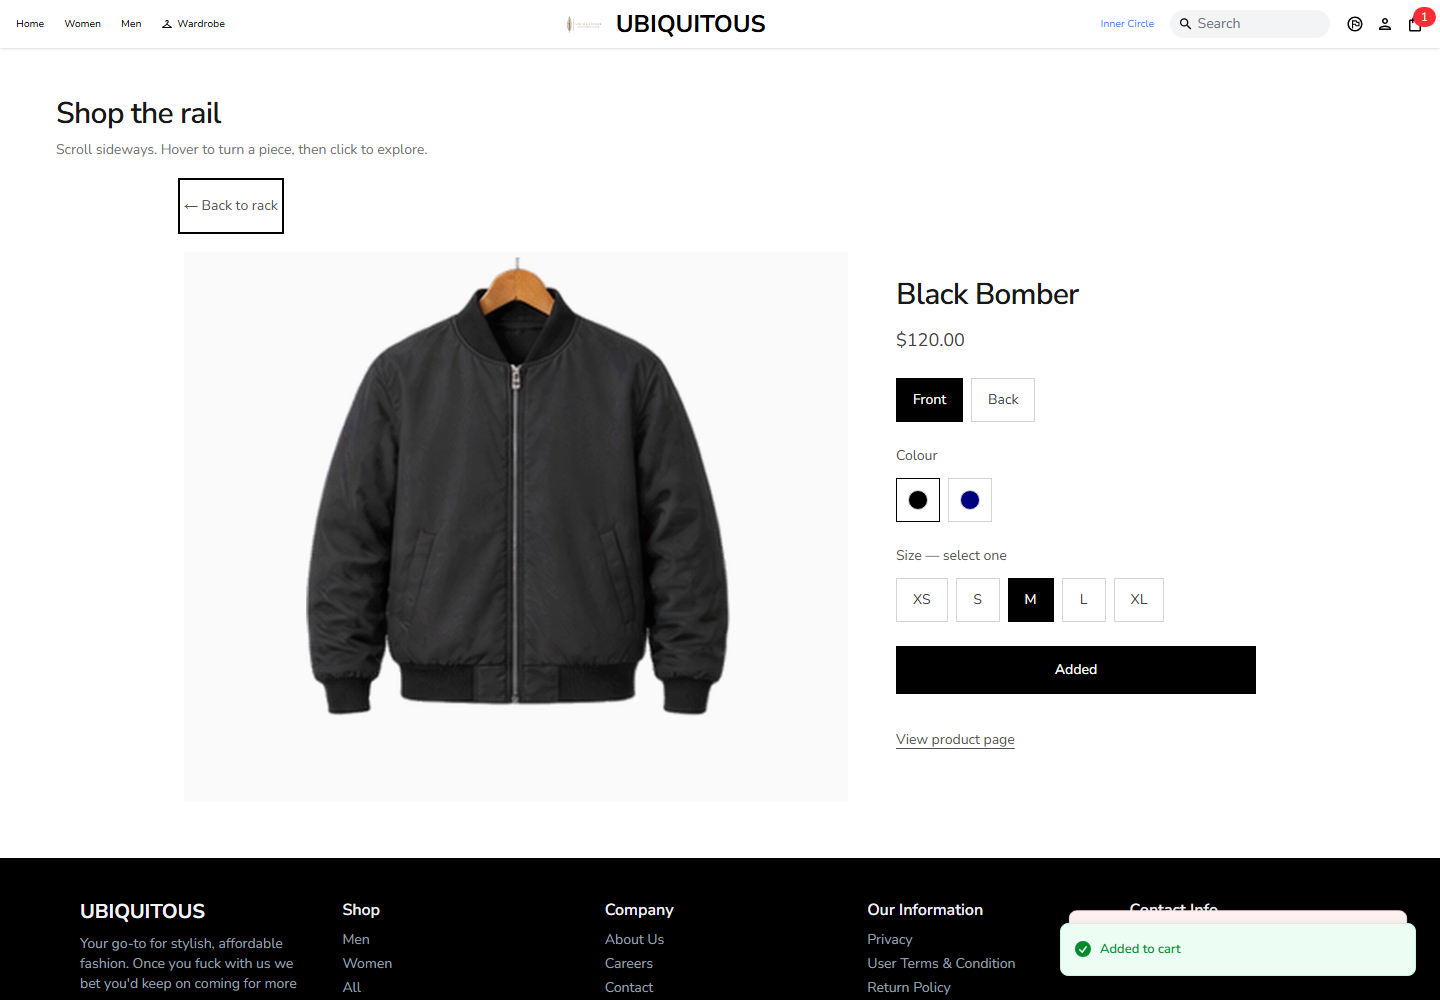 Home
Women
Men
Wardrobe
UBIQUITOUS
Inner Circle
Search
1
Shop the rail
Scroll sideways. Hover to turn a piece, then click to explore.
← Back to rack
Black Bomber
$120.00
Front
Back
Colour
Size — select one
XS
S
M
L
XL
Added
View product page
UBIQUITOUS
Your go-to for stylish, affordable
fashion. Once you fuck with us we
bet you'd keep on coming for more
Shop
Men
Women
All
Company
About Us
Careers
Contact
Our Information
Privacy
User Terms & Condition
Return Policy
Contact Info
Added to cart